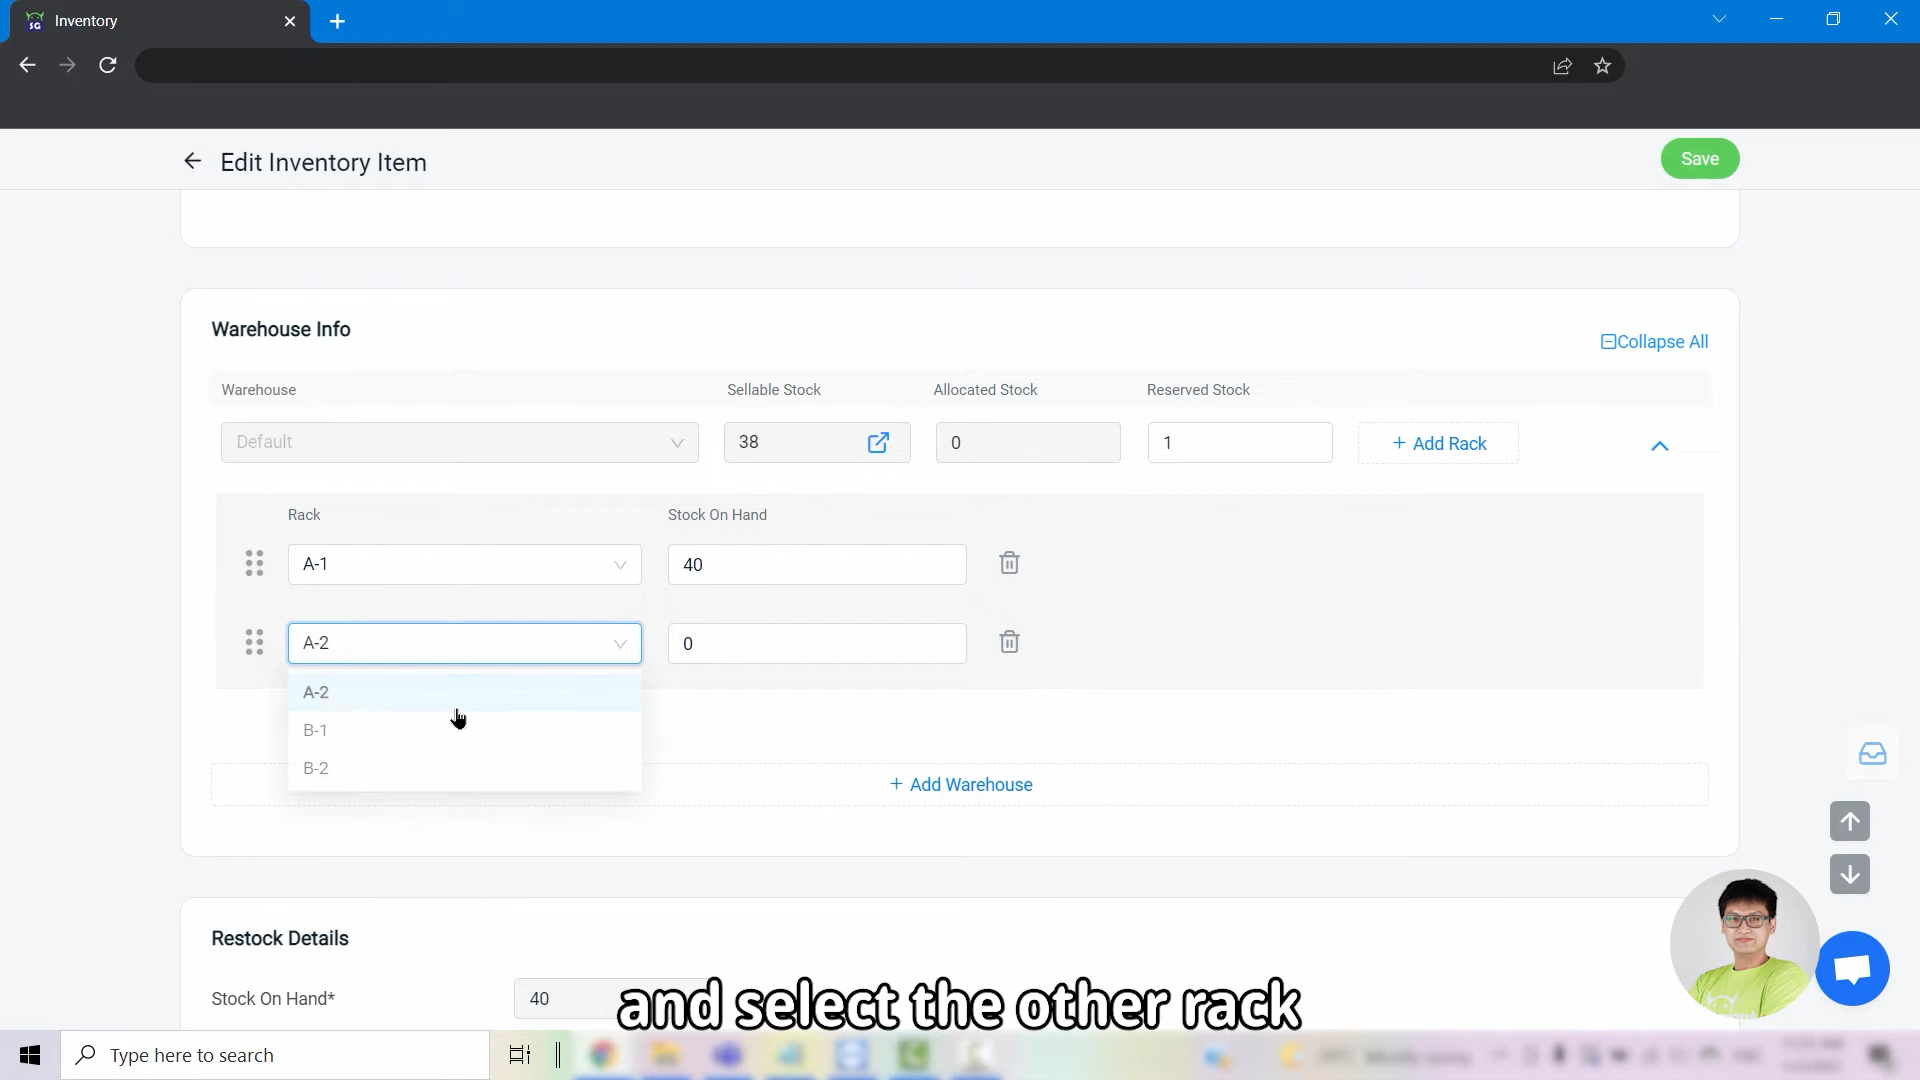 SG Inventory
Edit Inventory Item
Save
Warehouse Info
Collapse All
Warehouse Sellable Stock Allocated Stock Reserved Stock
Default 38 0 1 + Add Rack
Rack Stock On Hand
A-1 40
A-2 0
A-2
B-1
B-2
+ Add Warehouse
Restock Details
Stock On Hand* 40
and select the other rack
Type here to search